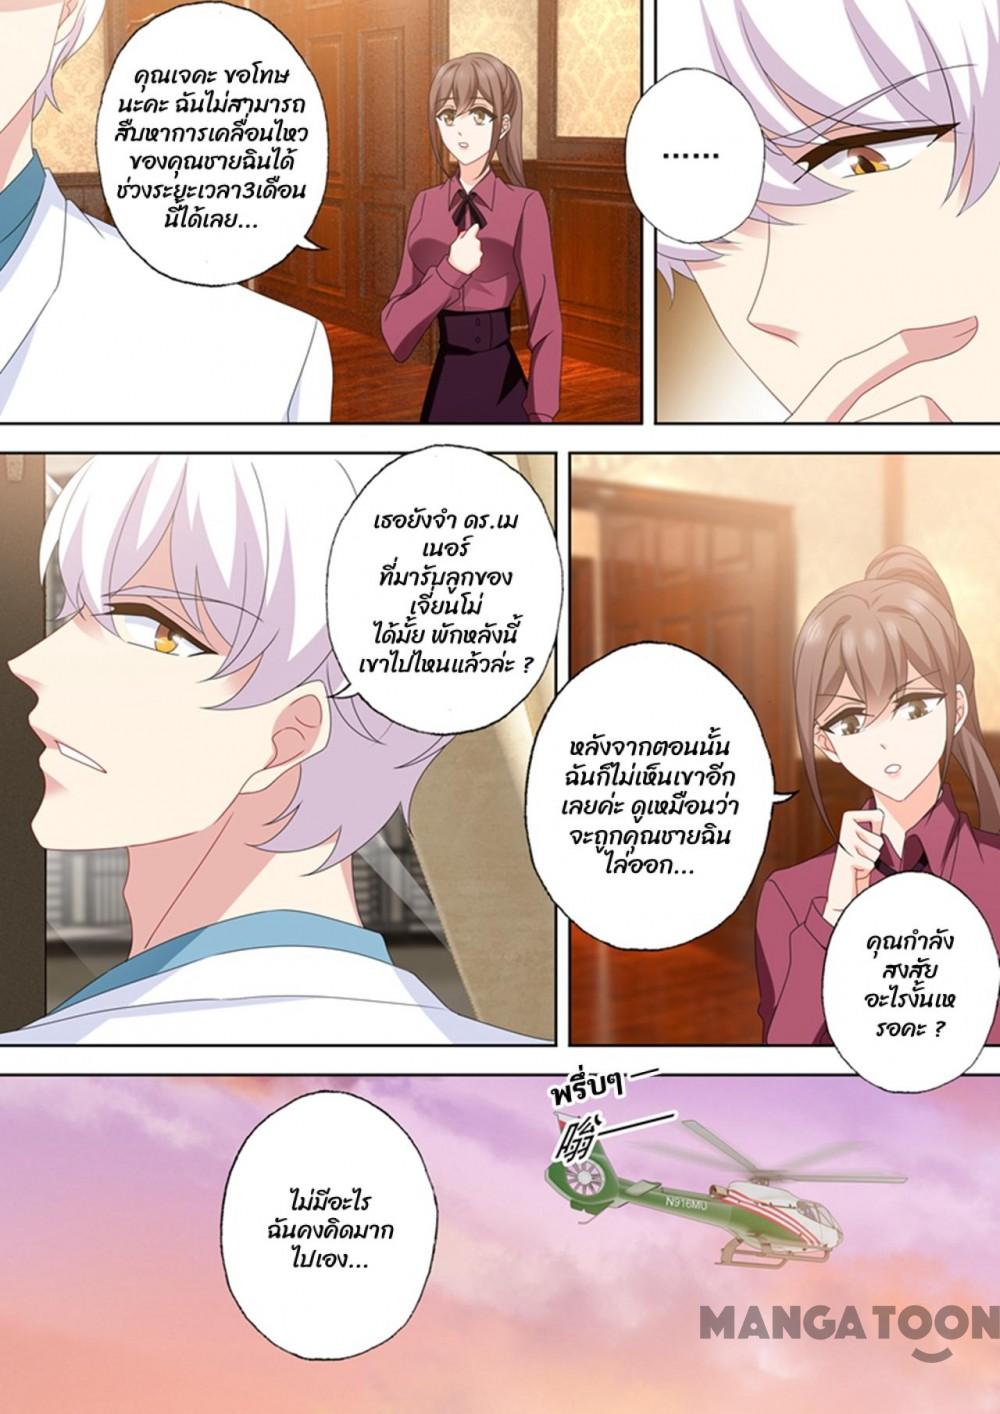 คุณเจคะ ขอโทษ
นะคะ ฉันไม่สามารถ
สืบหาการเคลื่อนไหว
ของคุณชายฉินได้
ช่วงระยะเวลา3เดือน
นี้ได้เลย...
.......
เธอยังจำ ดร.เม
เนอร์
ที่มารับลูกของ
เจี่ยนโม่
ได้มั้ย พักหลังนี้
เขาไปไหนแล้วล่ะ ?
หลังจากตอนนั้น
ฉันก็ไม่เห็นเขาอีก
เลยค่ะ ดูเหมือนว่า
จะถูกคุณชายฉิน
ไล่ออก...
คุณกำลัง
สงสัย
อะไรงั้นเห
รอคะ ?
พรึ่บๆ
嗡
N916MU
ไม่มีอะไร
ฉันคงคิดมาก
ไปเอง...
MANGATOON